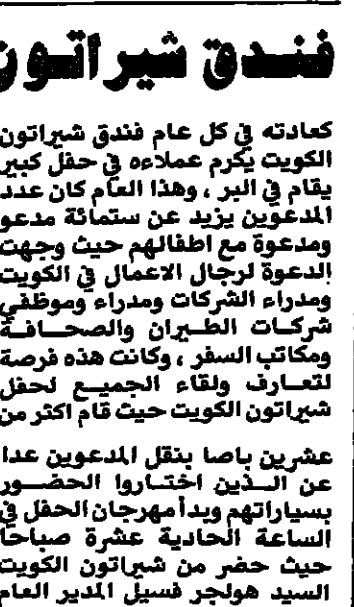 فندق شيراتون
كعادته في كل عام فندق شيراتون
الكويت يكرم عملاءه في حفل كبير
يقام في البر ، وهذا العام كان عدد
المدعوين يزيد عن ستمائة مدعو
ومدعوة مع اطفالهم حيث وجهت
الدعوة لرجال الاعمال في الكويت
ومدراء الشركات ومدراء وموظفي
شركات الطيران والصحافة
ومكاتب السفر ، وكانت هذه فرصة
لتعارف ولقاء الجميع لحفل
شيراتون الكويت حيث قام اكثر من
عشرين باصا بنقل المدعوين عدا
عن الذين اختاروا الحضور
بسياراتهم وبدأ مهرجان الحفل في
الساعة الحادية عشرة صباحا
حيث حضر من شيراتون الكويت
السيد هولجر فسيل المدير العام